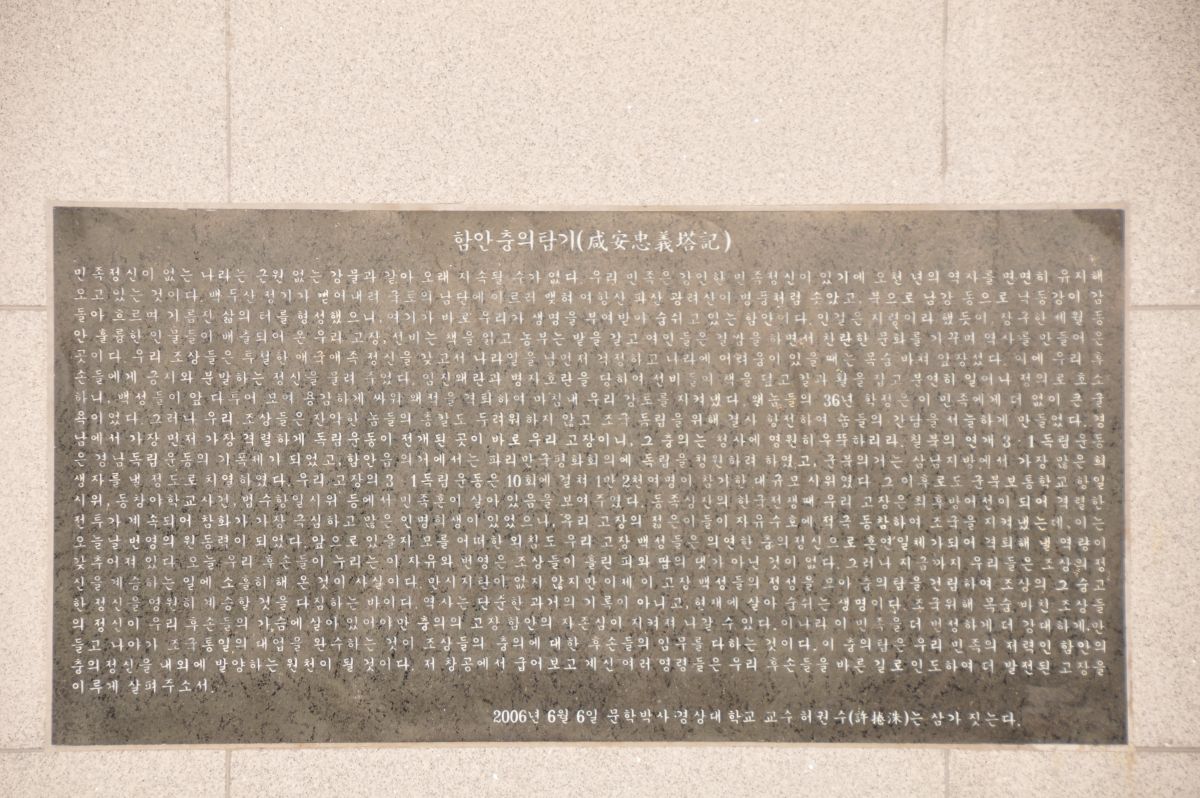 함안충의탑기(咸安忠義塔記)
민족정신이 없는 나라는 근원 없는 강물과 같아 오래 지속될 수가 없다. 우리 민족은 강인한 민족정신이 있기에 오천 년의 역사를 면면히 유지해
오고 있는 것이다. 백두산 정기가 뻗어내려 국토의 남단에 이르러 맺혀 여항산 파산 광려산이 병풍처럼 솟았고, 북으로 남강 동으로 낙동강이 감
돌아 흐르며 기름진 삶의 터를 형성했으니, 여기가 바로 우리가 생명을 부여받아 숨쉬고 있는 함안이다. 인걸은 지령이라 했듯이, 장구한 세월 동
안 훌륭한 인물들이 배출되어 온 우리 고장, 선비는 책을 읽고 농부는 밭을 갈고 여인들은 길쌈을 하면서 찬란한 문화를 가꾸며 역사를 만들어 온
곳이다. 우리 조상들은 특실한 애국애족 정신을 갖고서 나라일을 남먼저 걱정하고 나라에 어려움이 있을 때는 목숨 바쳐 앞장섰다. 이에 우리 후
손들에게 긍지와 분발하는 정신을 물려 주었다. 임진왜란과 병자호란을 당하여 선비들이 책을 덮고 칼과 활을 잡고 분연히 일어나 정의로 호소
하니, 백성들이 앞 다투어 모여 용감하게 싸워 왜적을 격퇴하여 마침내 우리 강토를 지켜냈다. 왜놈들의 36년 학정은 이 민족에게 더 없이 큰 굴
욕이었다. 그러나 우리 조상들은 사악한 놈들의 총칼도 두려워하지 않고 조국 독립을 위해 결사 항전하여 놈들의 간담을 서늘하게 만들었다. 경
남에서 가장 먼저 가장 격렬하게 독립운동이 전개된 곳이 바로 우리 고장이니, 그 충의는 청사에 영원히 우뚝하리라. 칠북의 연개 3·1독립운동
은 경남독립운동의 기폭제가 되었고, 함안읍 의거에서는 파리만국평화회의에 독립을 청원하려 하였고, 군북의거는 삼남지방에서 가장 많은 희
생자를 낼 정도로 치열하였다. 우리 고장의 3·1독립운동은 10회에 걸쳐 1만 2천여명이 참가한 대규모 시위였다. 그 이후로도 군북보통학교 항일
시위, 동창아학교사건, 법수항일시위 등에서 민족혼이 살아 있음을 보여주었다. 동족상잔의 한국전쟁때 우리 고장은 최후방어선이 되어 격렬한
전투가 계속되어 참화가 가장 극심하고 많은 인명희생이 있었으나, 우리 고장의 젊은이들이 자유수호에 적극 동참하여 조국을 지켜냈는데, 이는
오늘날 번영의 원동력이 되었다. 앞으로 있을지 모를 어떠한 외침도 우리 고장 백성들은 의연한 충의정신으로 혼연일체가 되어 격퇴해 낼 역량이
갖추어져 있다. 오늘 우리 후손들이 누리는 이 자유와 번영은 조상들이 흘린 피와 땀의 댓가 아닌 것이 없다. 그러나 지금까지 우리들은 조상의 정
신을 계승하는 일에 소홀히 해 온 것이 사실이다. 만시지탄이 없지 않지만 이제 이 고장 백성들의 정성을 모아 충의탑을 건립하여 조상의 그 숭고
한 정신을 영원히 계승할 것을 다짐하는 바이다. 역사는 단순한 과거의 기록이 아니고, 현재에 살아 숨쉬는 생명이다. 조국위해 목숨 바친 조상들
의 정신이 우리 후손들의 가슴에 살아 있어야만 충의의 고장 함안의 자존심이 지켜져 나갈 수 있다. 이 나라 이 민족을 더 번성하게 더 강대하게 만
들고 나아가 조국통일의 대업을 완수하는 것이 조상들의 충의에 대한 후손들의 임무를 다하는 것이다. 이 충의탑은 우리 민족의 저력인 함안의
충의정신을 내외에 발양하는 원천이 될 것이다. 저 창공에서 굽어보고 계신 여러 영령들은 우리 후손들을 바른 길로 인도하여 더 발전된 고장을
이루게 살펴 주소서.
2006년 6월 6일 문학박사 경상대학교 교수 허권수(許捲洙)는 삼가 짓는다.